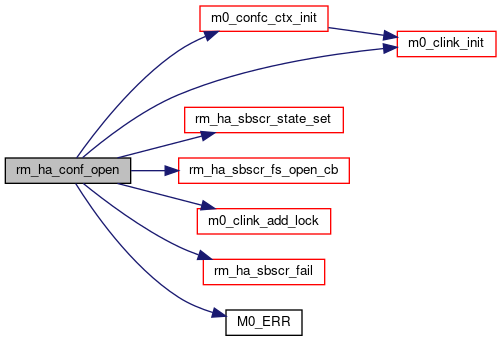 m0_confc_ctx_init
m0_clink_init
rm_ha_sbscr_state_set
rm_ha_conf_open
rm_ha_sbscr_fs_open_cb
m0_clink_add_lock
rm_ha_sbscr_fail
M0_ERR